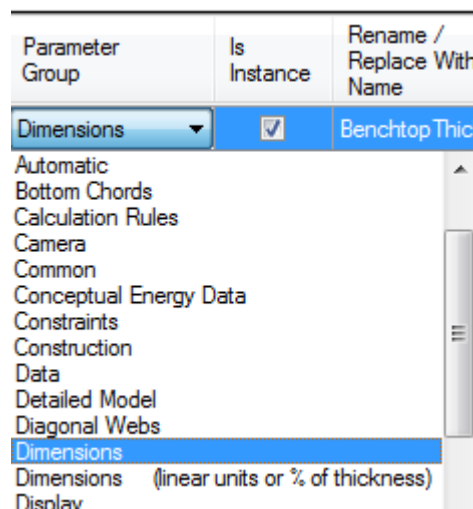 Parameter Group
Is Instance
Rename / Replace With Name
Dimensions
Benchtop Thic
Automatic
Bottom Chords
Calculation Rules
Camera
Common
Conceptual Energy Data
Constraints
Construction
Data
Detailed Model
Diagonal Webs
Dimensions
Dimensions (linear units or % of thickness)
Display